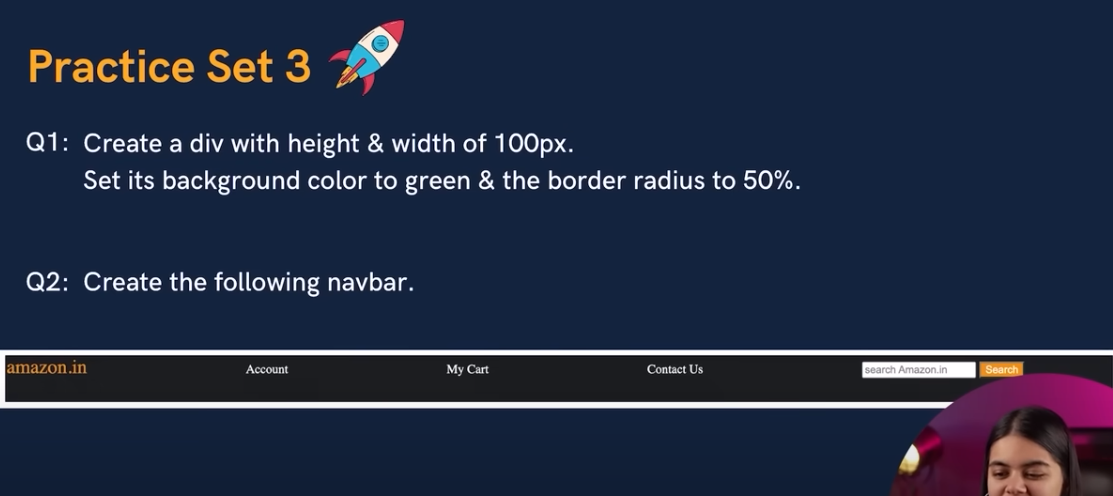 Practice Set 3
Q1: Create a div with height & width of 100px.
Set its background color to green & the border radius to 50%.
Q2: Create the following navbar.
amazon.in Account My Cart Contact Us search Amazon.in Search